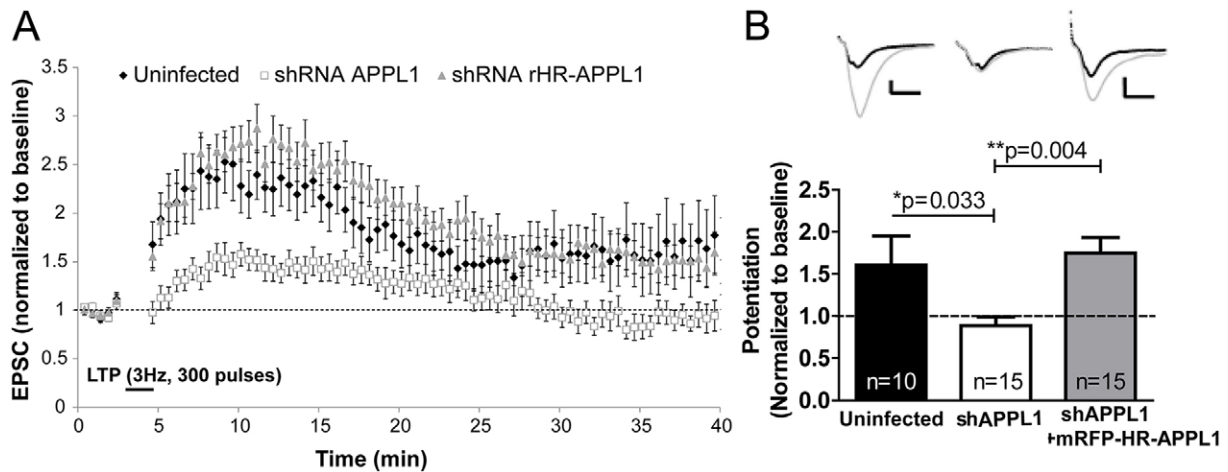 A
Uninfected shRNA APPL1 shRNA rHR-APPL1
EPSC (normalized to baseline)
3.5
3
2.5
2
1.5
1
0.5
0
LTP (3Hz, 300 pulses)
0 5 10 15 20 25 30 35 40
Time (min)
B
**p=0.004
*p=0.033
Potentiation
(Normalized to baseline)
2.5
2.0
1.5
1.0
0.5
0.0
n=10 n=15 n=15
Uninfected shAPPL1 shAPPL1
+mRFP-HR-APPL1